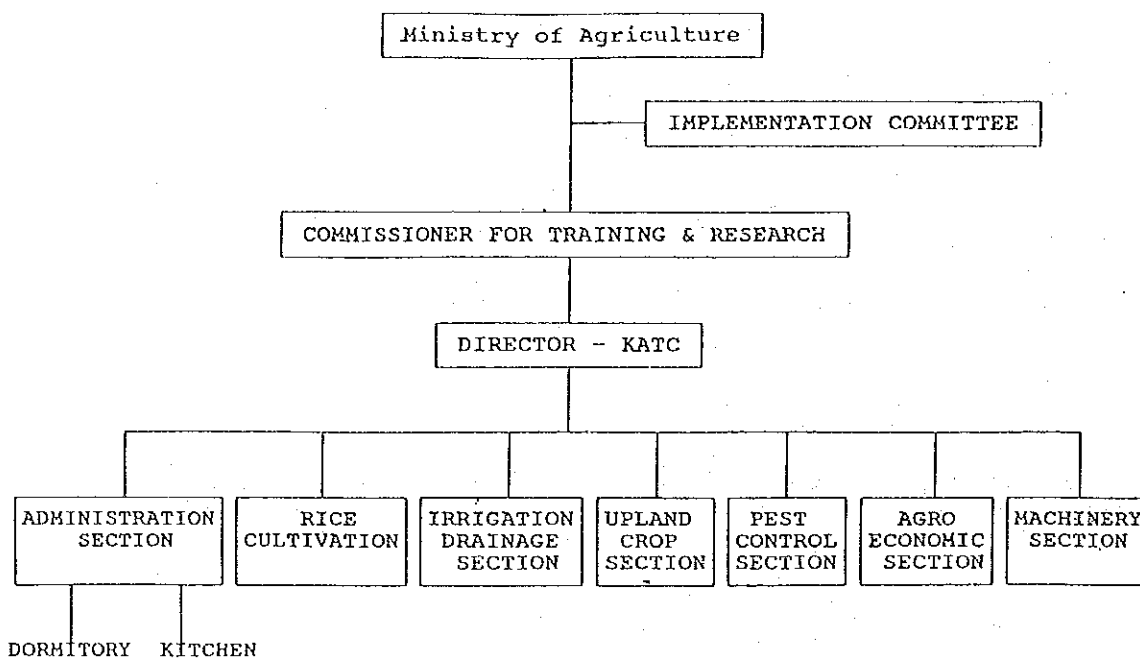 Ministry of Agriculture
IMPLEMENTATION COMMITTEE
COMMISSIONER FOR TRAINING & RESEARCH
DIRECTOR - KATC
ADMINISTRATION
SECTION
RICE
CULTIVATION
IRRIGATION
DRAINAGE
SECTION
UPLAND
CROP
SECTION
PEST
CONTROL
SECTION
AGRO
ECONOMIC
SECTION
MACHINERY
SECTION
DORMITORY KITCHEN